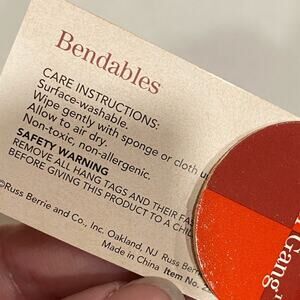 Bendables
CARE INSTRUCTIONS:
Surface-washable.
Wipe gently with sponge or cloth
Allow to air dry.
Non-toxic, non-allergenic.
SAFETY WARNING
REMOVE ALL HANG TAGS AND THEIR
BEFORE GIVING THIS PRODUCT TO A
©Russ Berrie and Co., Inc. Oakland, NJ Russ Berrie
Made in China Item No.
Gang